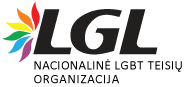 LGL
NACIONALINĖ LGBT TEISIŲ
ORGANIZACIJA